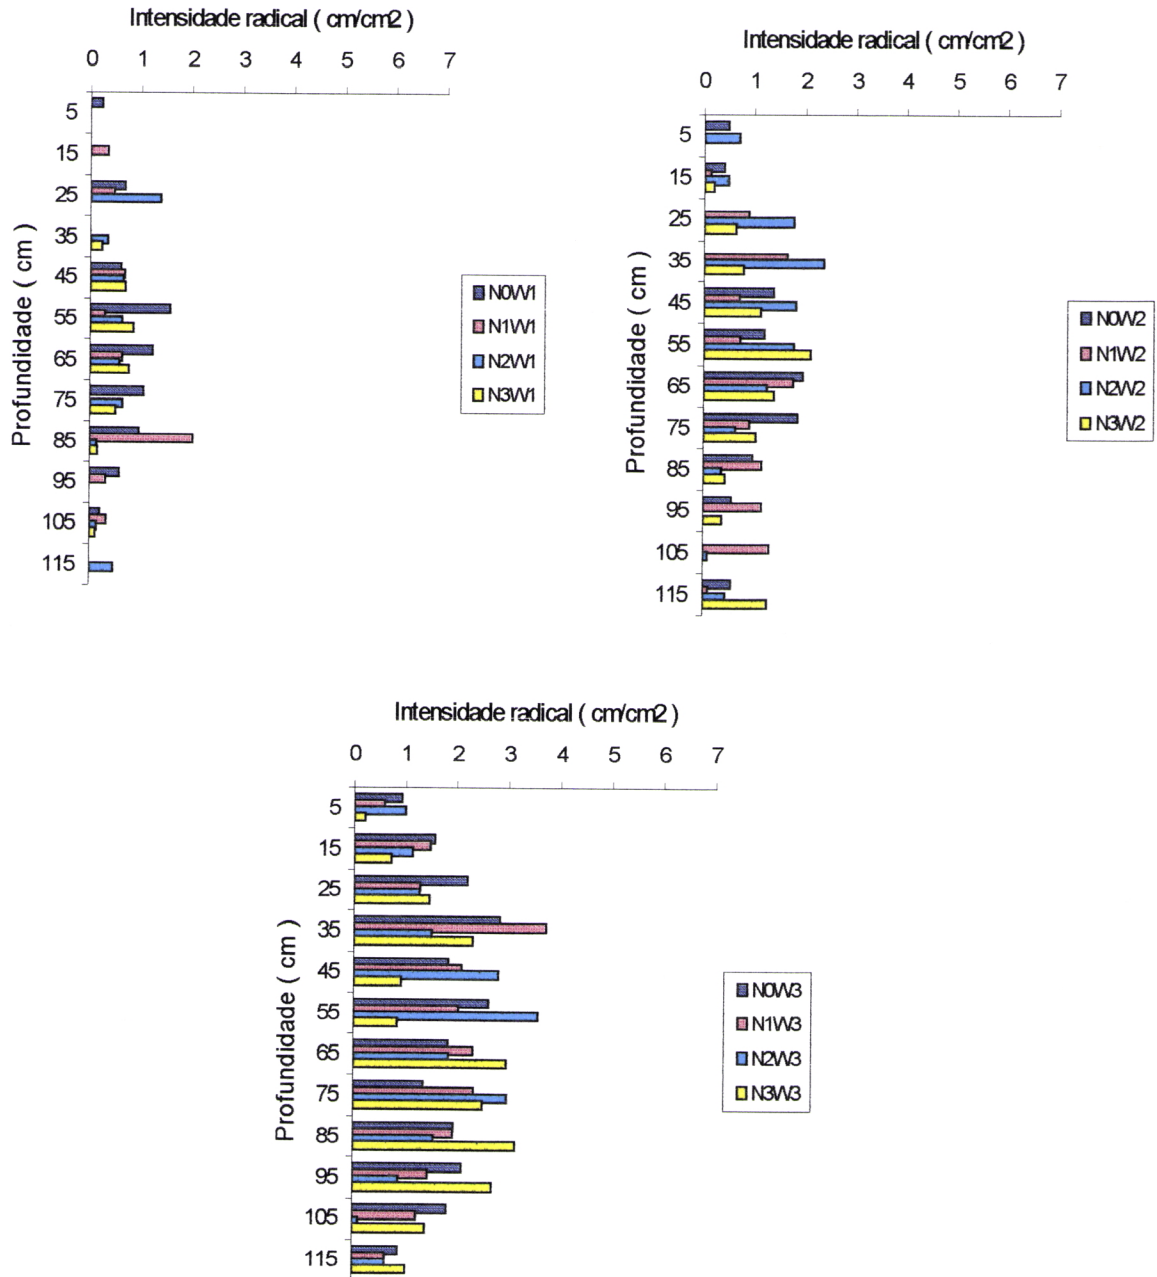 Intensidade radical ( cm/cm2 )
0 1 2 3 4 5 6 7
Profundidade ( cm )
5
15
25
35
45
55
65
75
85
95
105
115
N0W1
N1W1
N2W1
N3W1
Intensidade radical ( cm/cm2 )
0 1 2 3 4 5 6 7
Profundidade ( cm )
5
15
25
35
45
55
65
75
85
95
105
115
N0W2
N1W2
N2W2
N3W2
Intensidade radical ( cm/cm2 )
0 1 2 3 4 5 6 7
Profundidade ( cm )
5
15
25
35
45
55
65
75
85
95
105
115
N0W3
N1W3
N2W3
N3W3